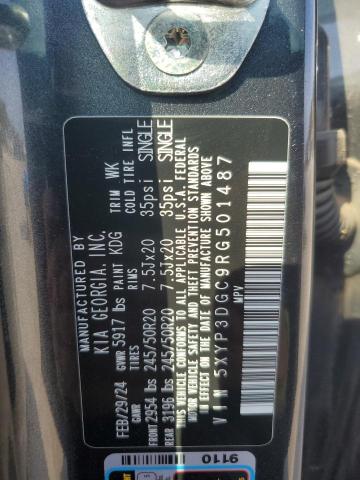 MANUFACTURED BY
KIA GEORGIA, INC.
FEB/29/24 GVWR 5917 lbs PAINT KDG TRIM WK
TIRES RIMS COLD TIRE INFL
FRONT 2954 lbs 245/50R20 7.5Jx20 35psi SINGLE
REAR 3196 lbs 245/50R20 7.5Jx20 35psi SINGLE
THIS VEHICLE CONFORMS TO ALL APPLICABLE U.S.A. FEDERAL
MOTOR VEHICLE SAFETY AND THEFT PREVENTION STANDARDS
IN EFFECT ON THE DATE OF MANUFACTURE SHOWN ABOVE.
VIN 5XYP3DGC9RG501487
MPV
9110